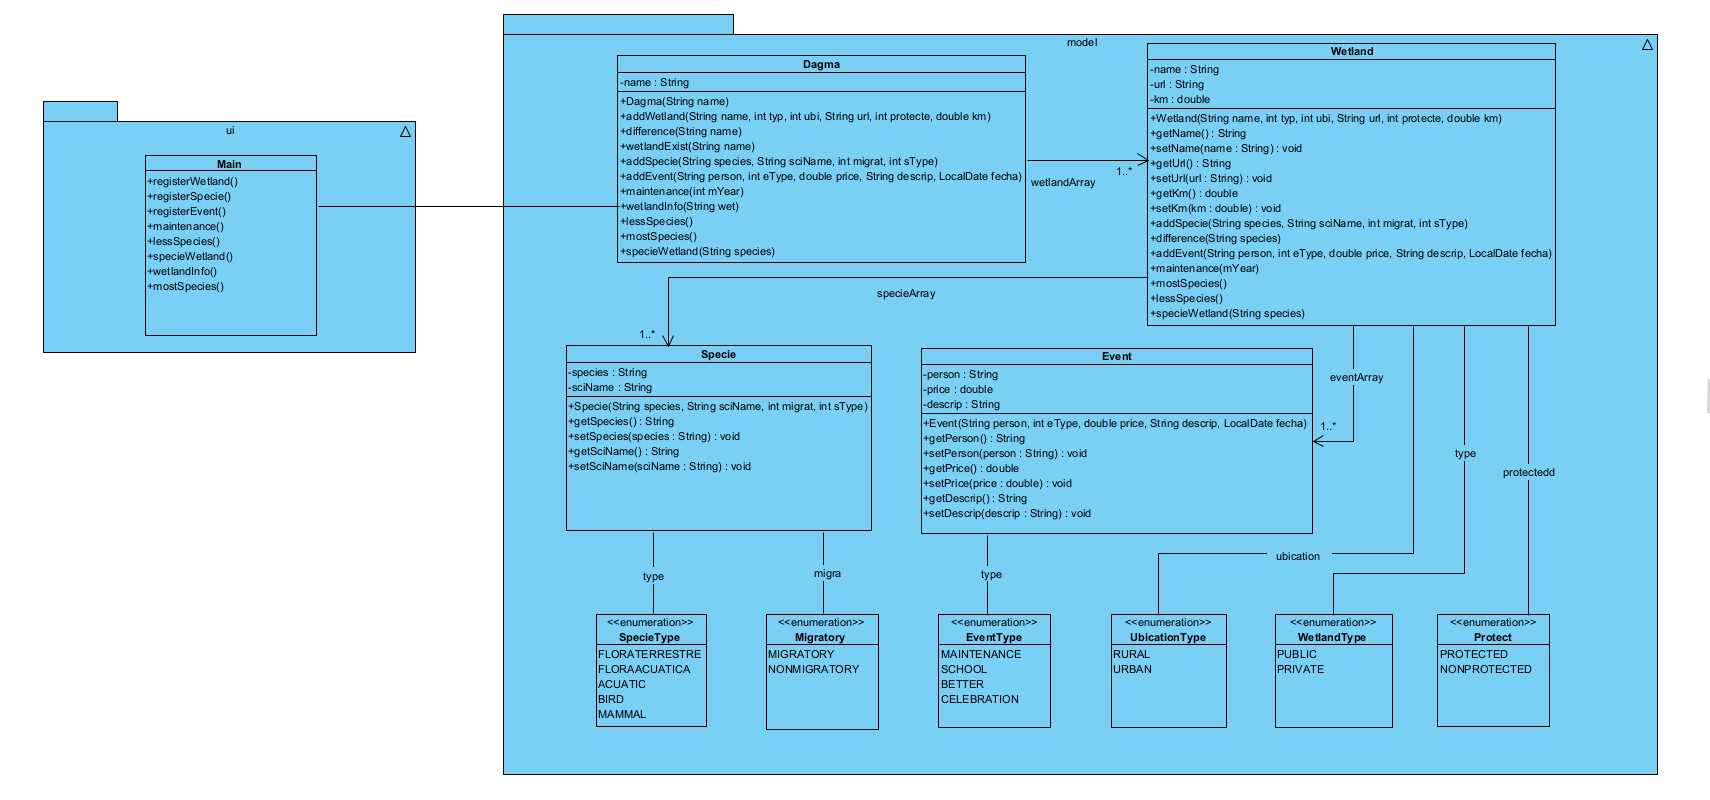 ui
Main
+registerWetland()
+registerSpecie()
+registerEvent()
+maintenance()
+lessSpecies()
+specieWetland()
+wetlandInfo()
+mostSpecies()
model
Dagma
-name : String
+Dagma(String name)
+addWetland(String name, int typ, int ubi, String url, int protecte, double km)
+difference(String name)
+wetlandExist(String name)
+addSpecie(String species, String sciName, int migrat, int sType)
+addEvent(String person, int eType, double price, String descrip, LocalDate fecha)
+maintenance(int mYear)
+wetlandInfo(String wet)
+lessSpecies()
+mostSpecies()
+specieWetland(String species)
1..*
wetlandArray
Wetland
-name : String
-url : String
-km : double
+Wetland(String name, int typ, int ubi, String url, int protecte, double km)
+getName() : String
+setName(name : String) : void
+getUrl() : String
+setUrl(url : String) : void
+getKm() : double
+setKm(km : double) : void
+addSpecie(String species, String sciName, int migrat, int sType)
+difference(String species)
+addEvent(String person, int eType, double price, String descrip, LocalDate fecha)
+maintenance(mYear)
+mostSpecies()
+lessSpecies()
+specieWetland(String species)
specieArray
1..*
Specie
-species : String
-sciName : String
+Specie(String species, String sciName, int migrat, int sType)
+getSpecies() : String
+setSpecies(species : String) : void
+getSciName() : String
+setSciName(sciName : String) : void
Event
-person : String
-price : double
-descrip : String
+Event(String person, int eType, double price, String descrip, LocalDate fecha)
+getPerson() : String
+setPerson(person : String) : void
+getPrice() : double
+setPrice(price : double) : void
+getDescrip() : String
+setDescrip(descrip : String) : void
eventArray
1..*
type
protectedd
ubication
type
migra
type
<<enumeration>>
SpecieType
FLORATERRESTRE
FLORAACUATICA
ACUATIC
BIRD
MAMMAL
<<enumeration>>
Migratory
MIGRATORY
NONMIGRATORY
<<enumeration>>
EventType
MAINTENANCE
SCHOOL
BETTER
CELEBRATION
<<enumeration>>
UbicationType
RURAL
URBAN
<<enumeration>>
WetlandType
PUBLIC
PRIVATE
<<enumeration>>
Protect
PROTECTED
NONPROTECTED